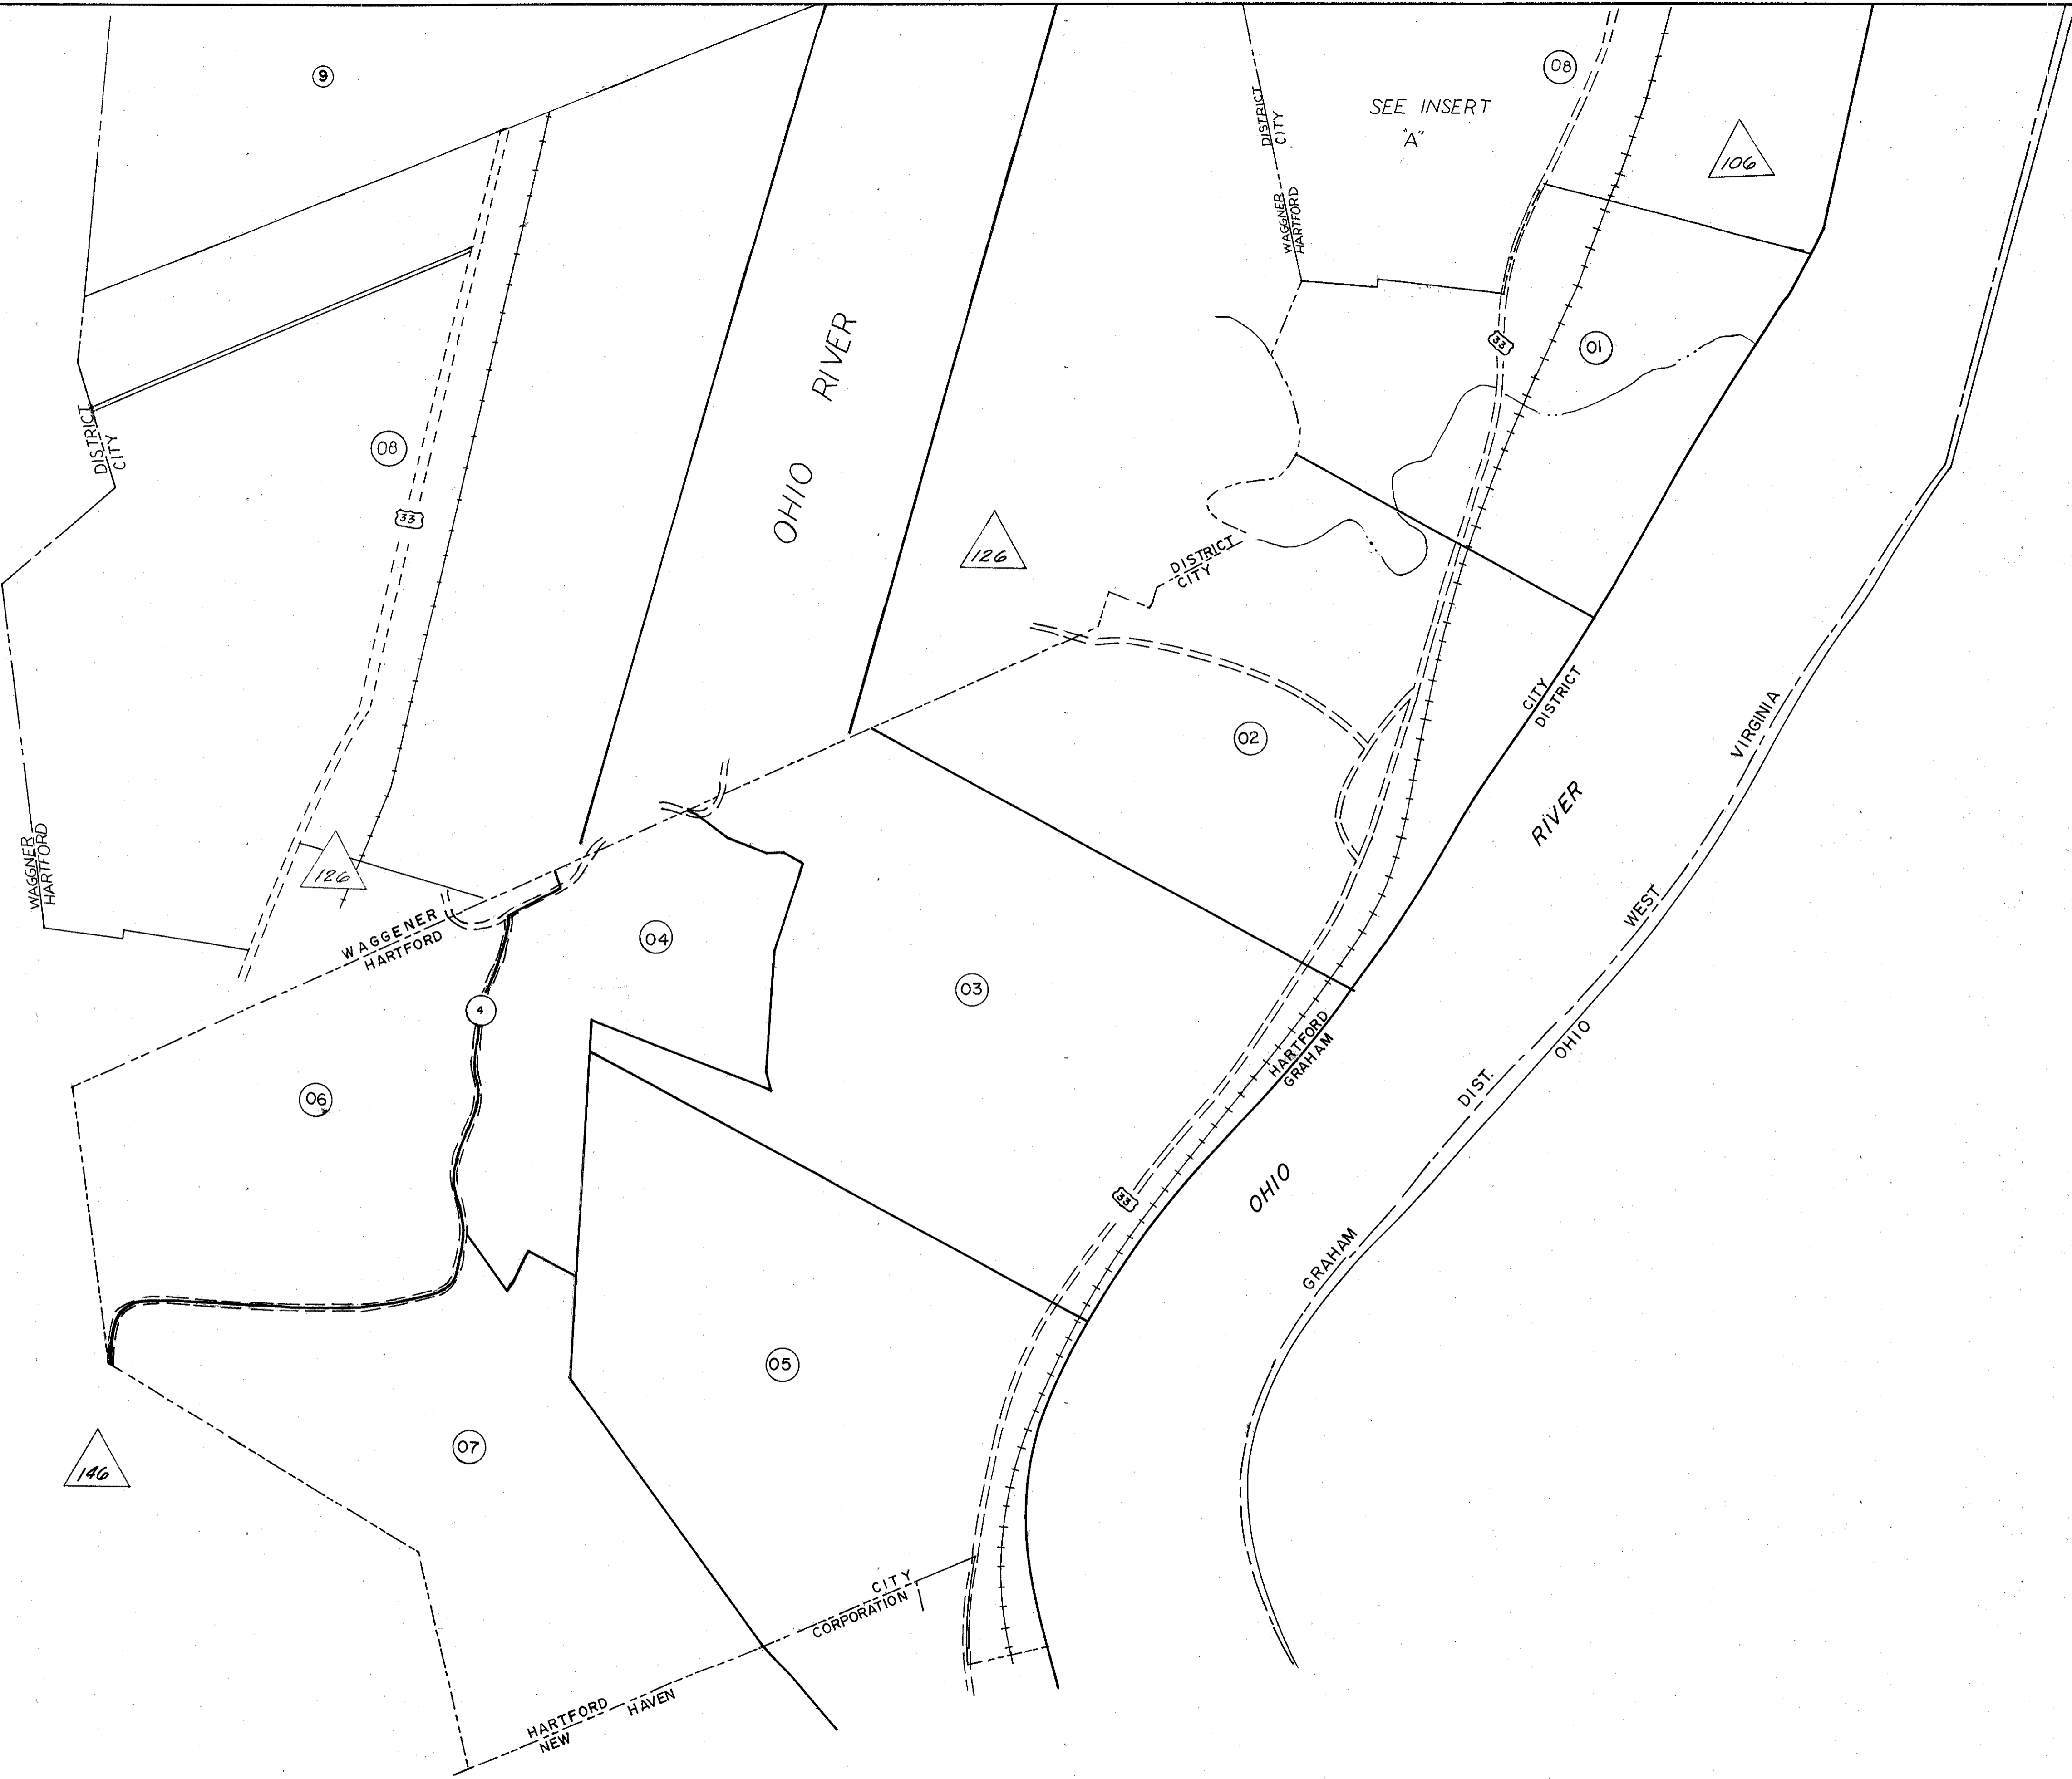 9
08
SEE INSERT
"A"
106
DISTRICT
CITY
WAGGNER
HARTFORD
33
01
OHIO RIVER
DISTRICT
CITY
08
33
126
DISTRICT
CITY
02
CITY
DISTRICT
VIRGINIA
RIVER
WAGGNER
HARTFORD
126
WAGGENER
HARTFORD
04
WEST
03
4
HARTFORD
GRAHAM
OHIO
DIST.
06
33
OHIO
GRAHAM
05
07
146
CITY
CORPORATION
HARTFORD
NEW HAVEN